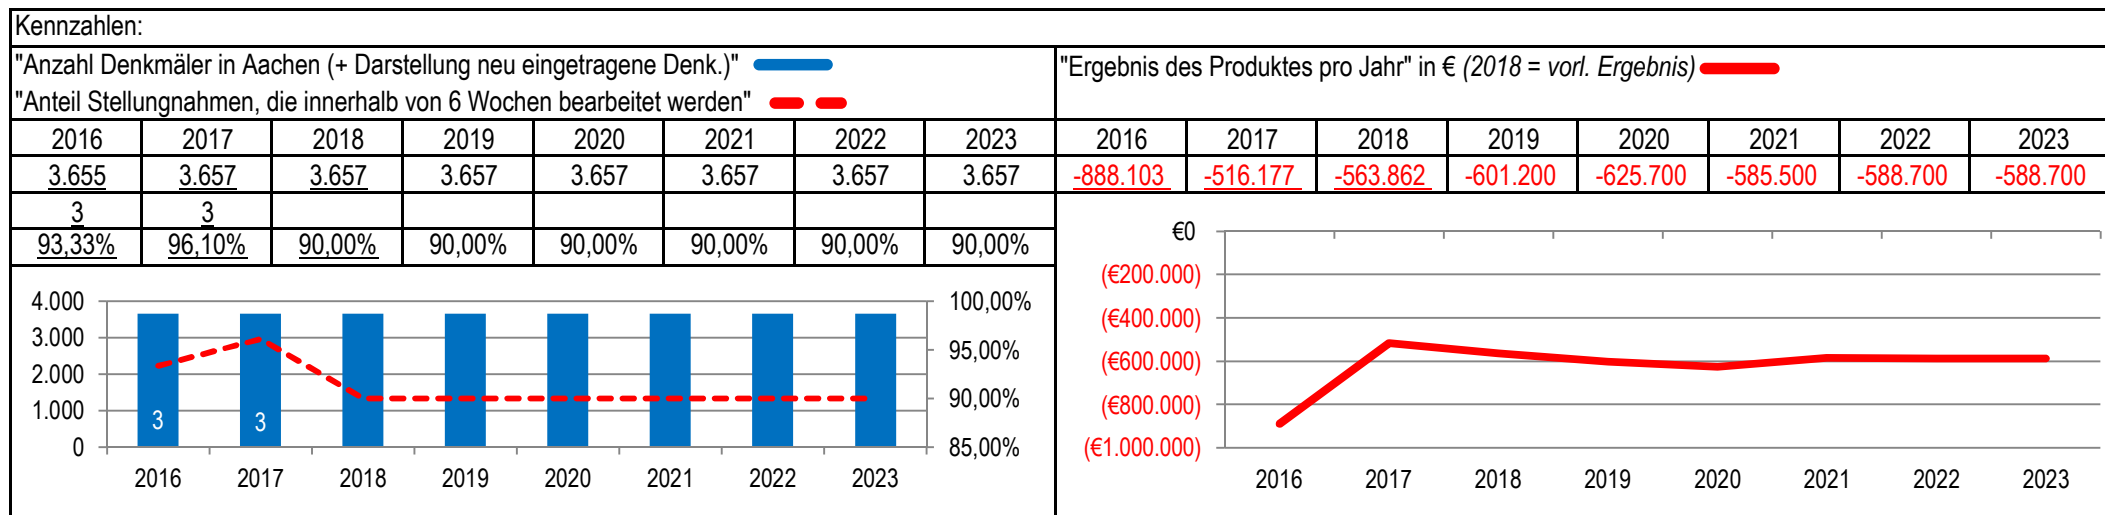 Kennzahlen:
"Anzahl Denkmäler in Aachen (+ Darstellung neu eingetragene Denk.)"
"Anteil Stellungnahmen, die innerhalb von 6 Wochen bearbeitet werden"
2016 2017 2018 2019 2020 2021 2022 2023
3.655 3.657 3.657 3.657 3.657 3.657 3.657 3.657
3 3
93,33% 96,10% 90,00% 90,00% 90,00% 90,00% 90,00% 90,00%
4.000 100,00%
3.000
95,00%
2.000
1.000 90,00%
3 3
0 85,00%
2016 2017 2018 2019 2020 2021 2022 2023
"Ergebnis des Produktes pro Jahr" in € (2018 = vorl. Ergebnis)
2016 2017 2018 2019 2020 2021 2022 2023
-888.103 -516.177 -563.862 -601.200 -625.700 -585.500 -588.700 -588.700
€0
(€200.000)
(€400.000)
(€600.000)
(€800.000)
(€1.000.000)
2016 2017 2018 2019 2020 2021 2022 2023